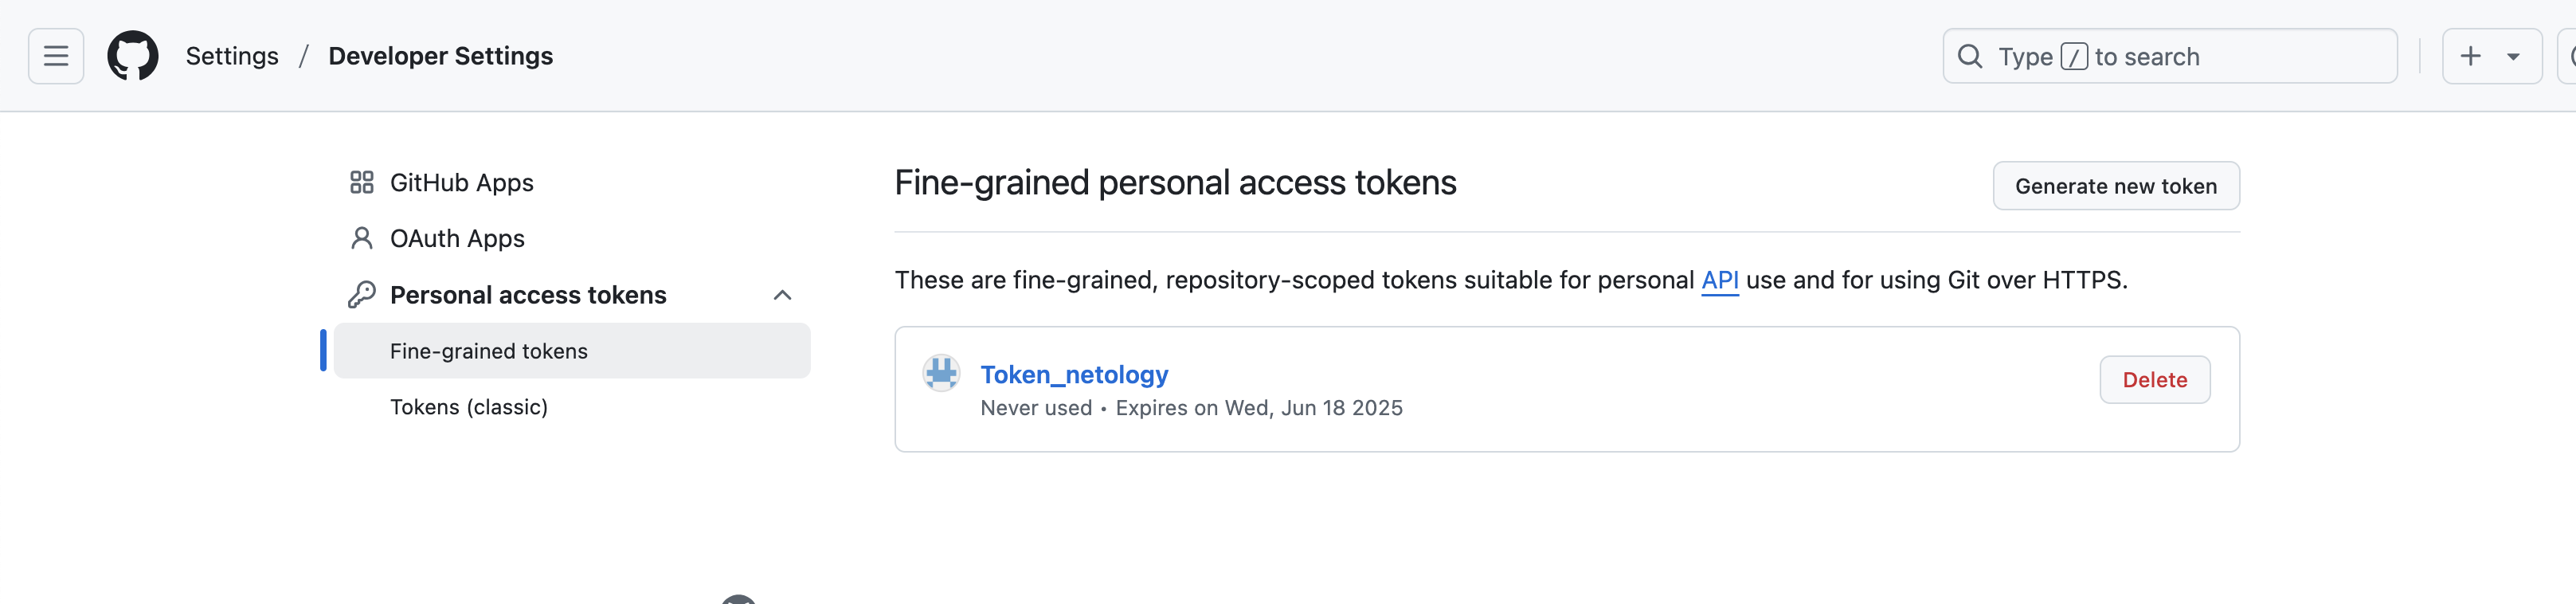 Settings / Developer Settings
Type / to search
GitHub Apps
OAuth Apps
Personal access tokens
Fine-grained tokens
Tokens (classic)
Fine-grained personal access tokens
Generate new token
These are fine-grained, repository-scoped tokens suitable for personal API use and for using Git over HTTPS.
Token_netology
Delete
Never used • Expires on Wed, Jun 18 2025